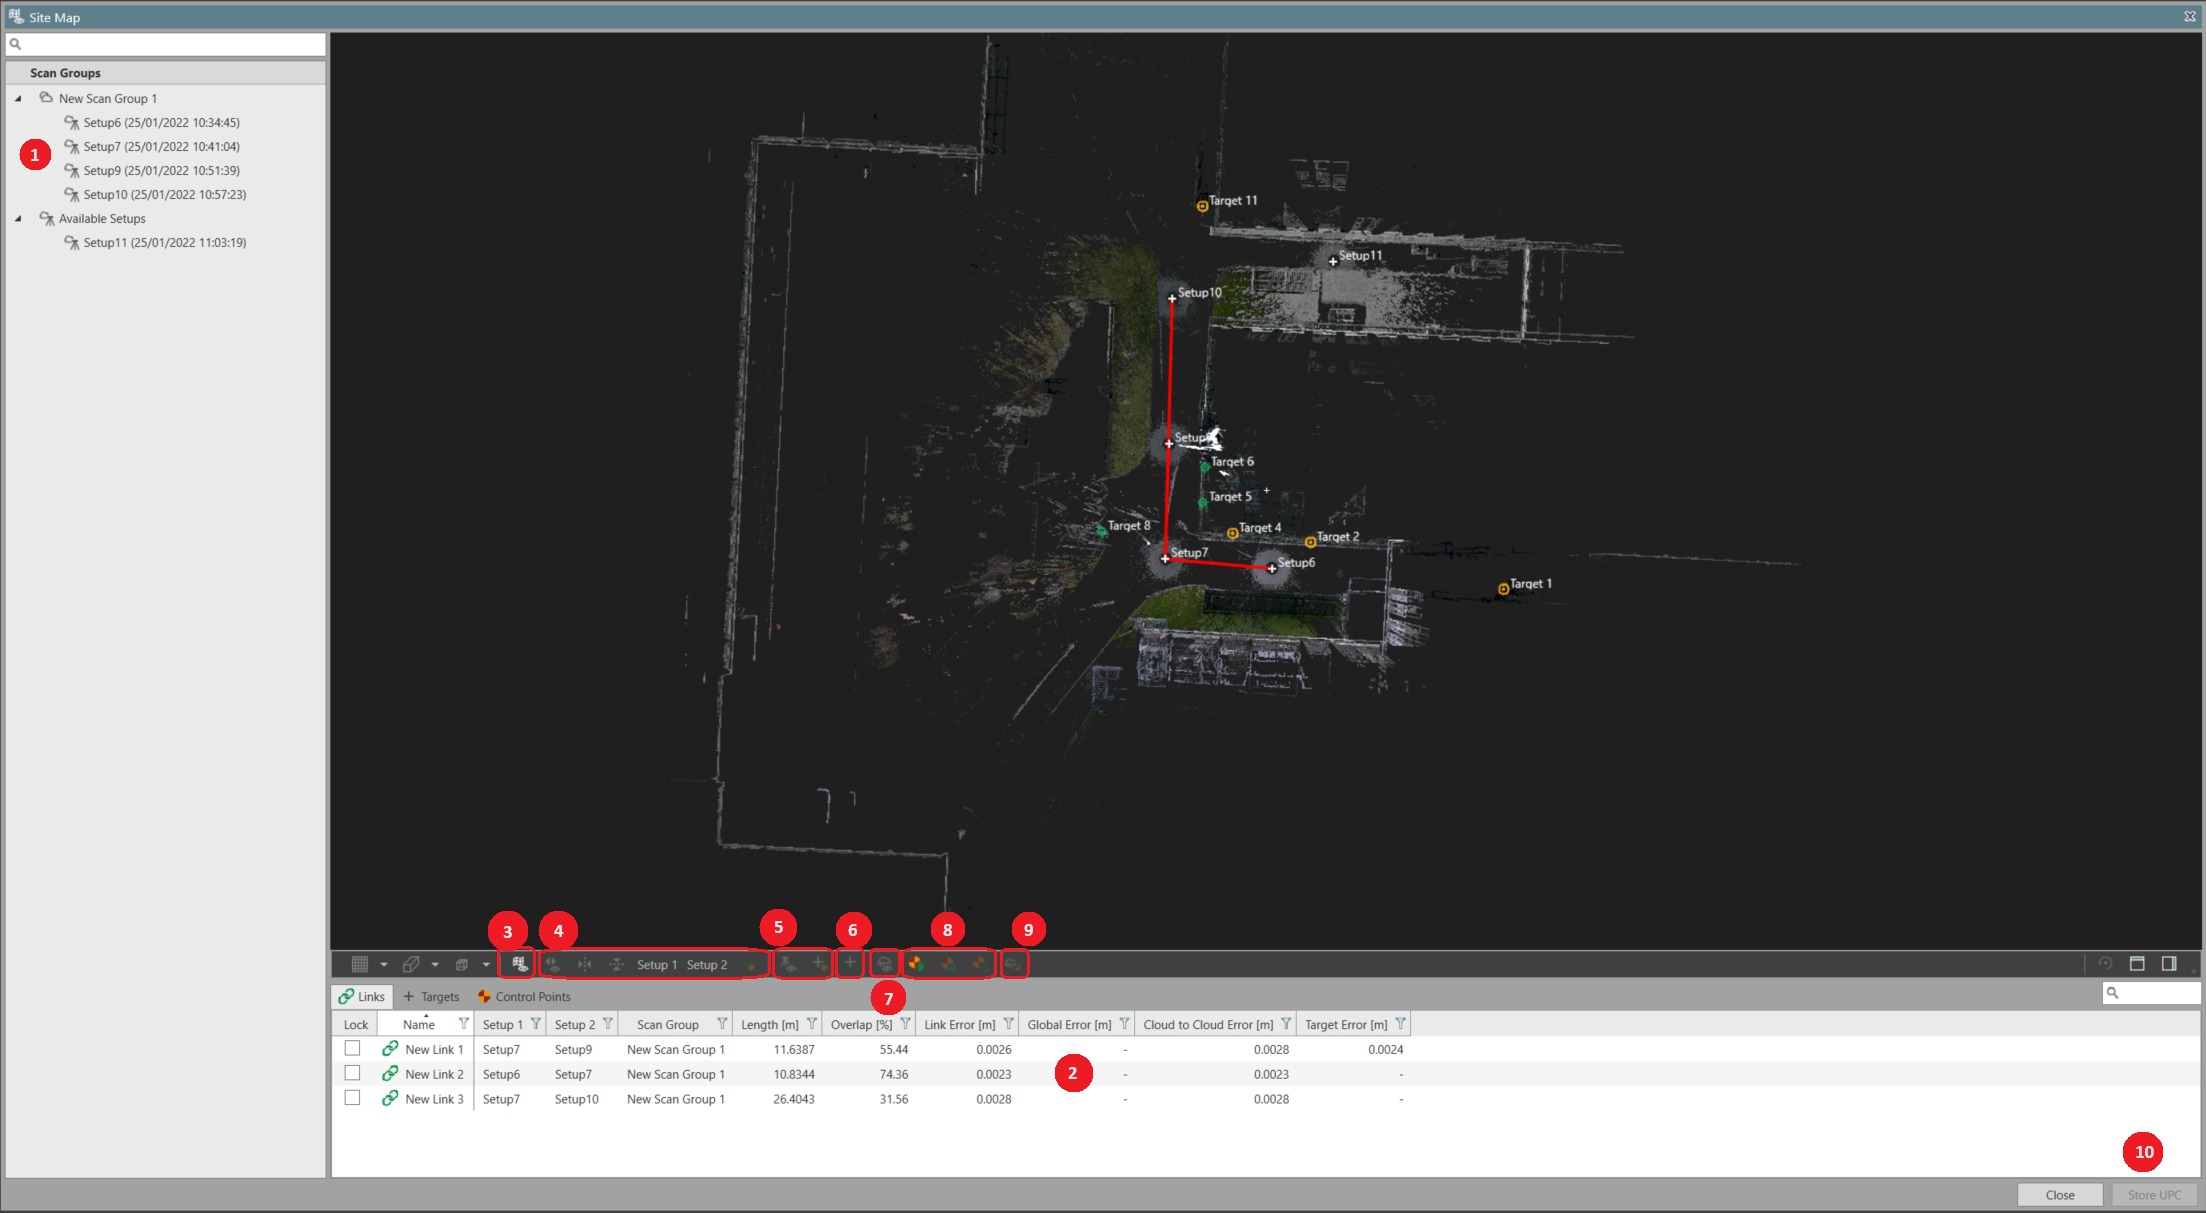 Site Map
Scan Groups
New Scan Group 1
Setup6 (25/01/2022 10:34:45)
1
Setup7 (25/01/2022 10:41:04)
Setup9 (25/01/2022 10:51:39)
Setup10 (25/01/2022 10:57:23)
Available Setups
Setup11 (25/01/2022 11:03:19)
Target 11
Setup11
Setup10
Setup
Target 6
Target 5
Target 8
Target 4
Target 2
Setup7
Setup6
Target 1
3 4 5 6 8 9
Setup 1 Setup 2
7
Links Targets Control Points
Lock Name Setup 1 Setup 2 Scan Group Length [m] Overlap [%] Link Error [m] Global Error [m] Cloud to Cloud Error [m] Target Error [m]
New Link 1 Setup7 Setup9 New Scan Group 1 11.6387 55.44 0.0026 - 0.0028 0.0024
New Link 2 Setup6 Setup7 New Scan Group 1 10.8344 74.36 0.0023 2 - 0.0023 -
New Link 3 Setup7 Setup10 New Scan Group 1 26.4043 31.56 0.0028 - 0.0028 -
10
Close Store UPC